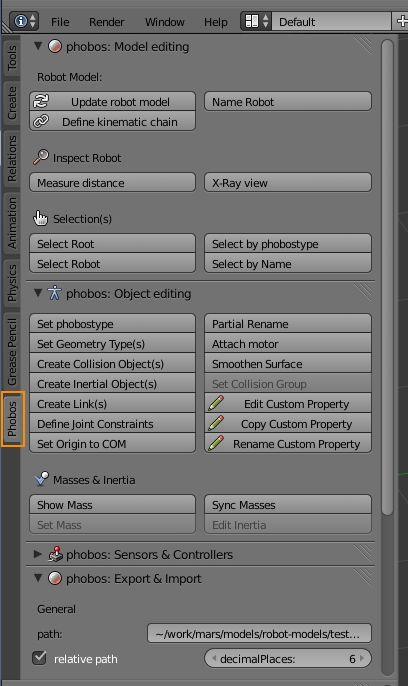 File Render Window Help Default
Tools
Create
Relations
Animation
Physics
Grease Pencil
Phobos
phobos: Model editing
Robot Model:
Update robot model Name Robot
Define kinematic chain
Inspect Robot
Measure distance X-Ray view
Selection(s)
Select Root Select by phobostype
Select Robot Select by Name
phobos: Object editing
Set phobostype Partial Rename
Set Geometry Type(s) Attach motor
Create Collision Object(s) Smoothen Surface
Create Inertial Object(s) Set Collision Group
Create Link(s) Edit Custom Property
Define Joint Constraints Copy Custom Property
Set Origin to COM Rename Custom Property
Masses & Inertia
Show Mass Sync Masses
Set Mass Edit Inertia
phobos: Sensors & Controllers
phobos: Export & Import
General
path: ~/work/mars/models/robot-models/test...
relative path decimalPlaces: 6